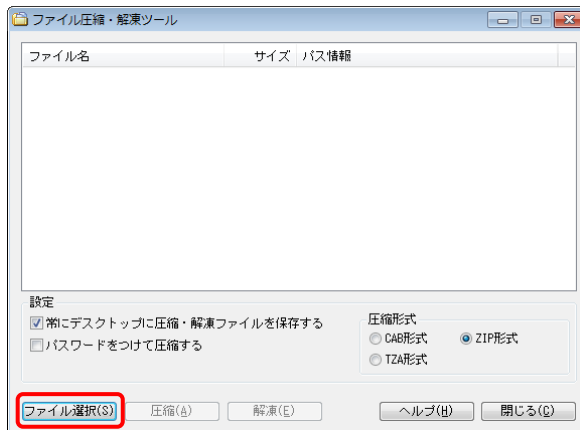 ファイル圧縮・解凍ツール
ファイル名 サイズ パス情報
設定
常にデスクトップに圧縮・解凍ファイルを保存する
パスワードをつけて圧縮する
圧縮形式
CAB形式 ZIP形式
TZA形式
ファイル選択(S) 圧縮(A) 解凍(E) ヘルプ(H) 閉じる(C)